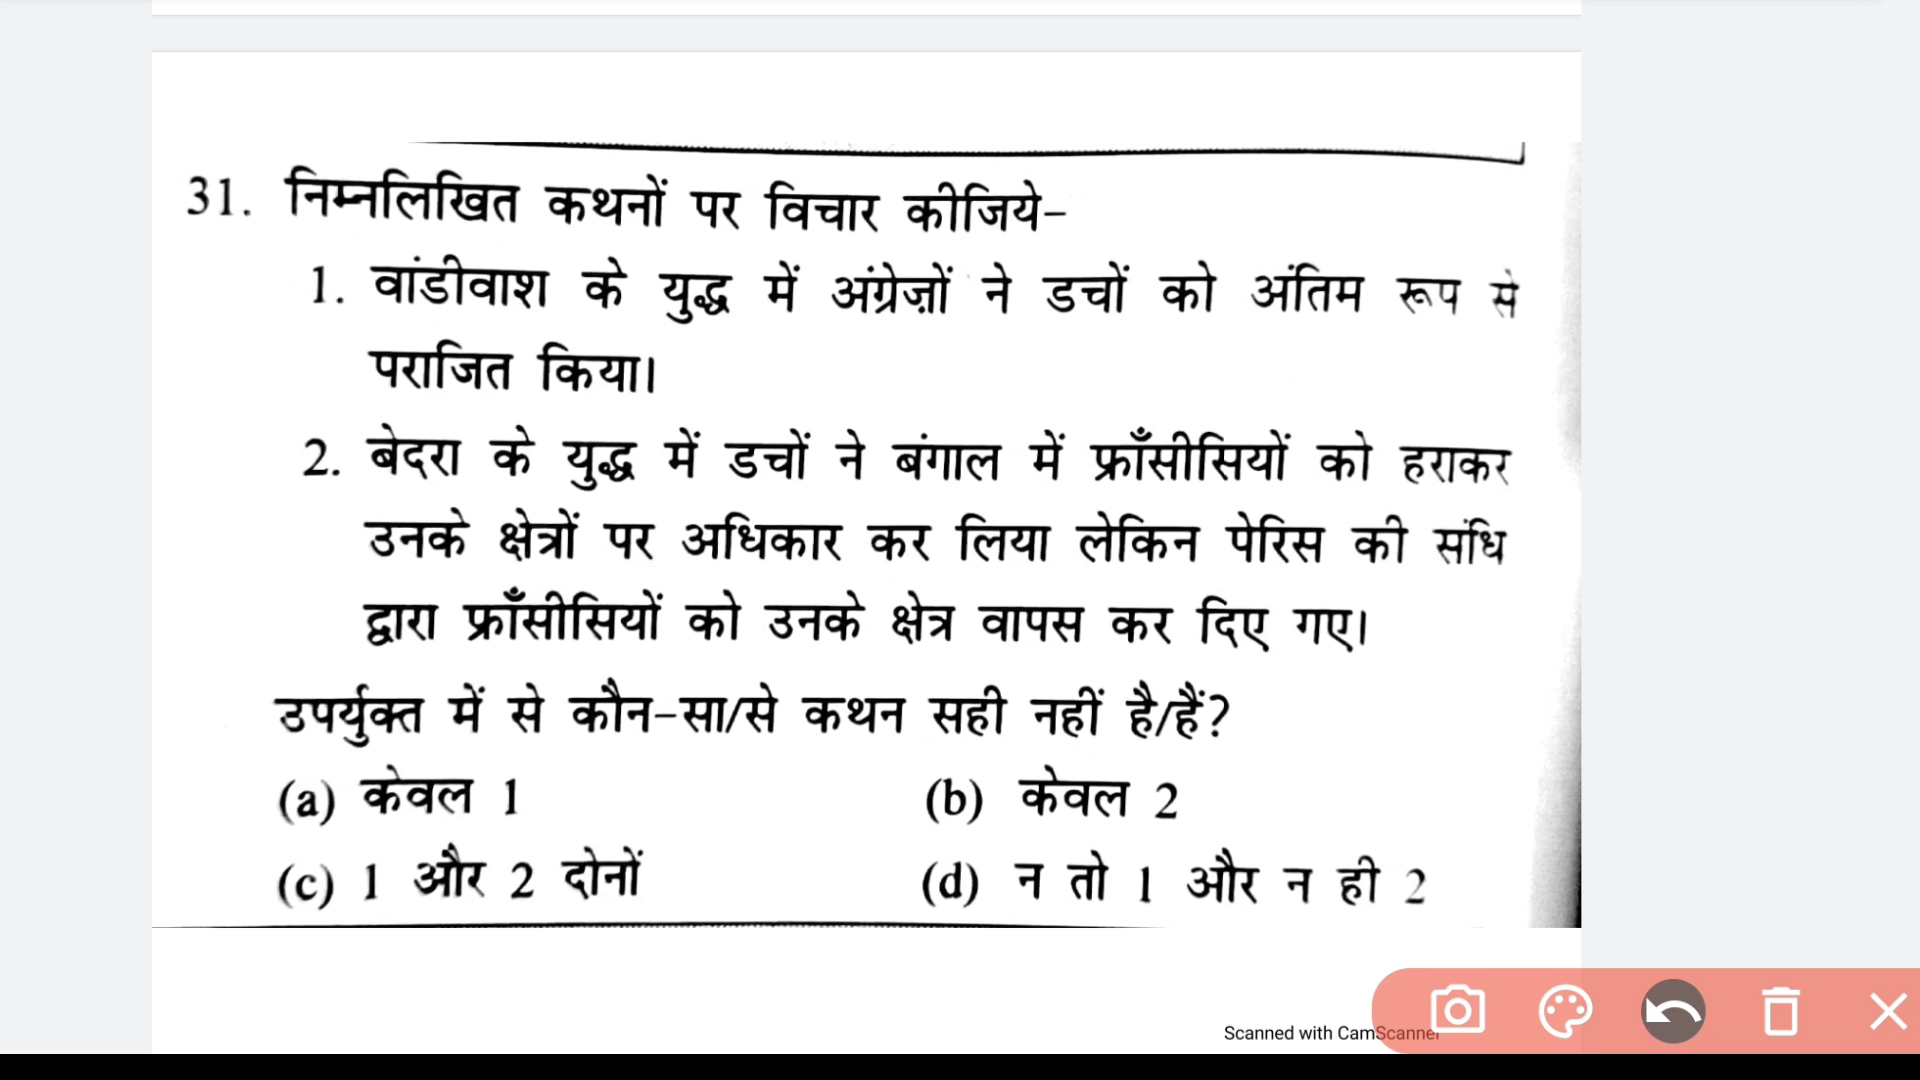 31. निम्नलिखित कथनों पर विचार कीजिये-
1. वांडीवाश के युद्ध में अंग्रेज़ों ने डचों को अंतिम रूप से
पराजित किया।
2. बेदरा के युद्ध में डचों ने बंगाल में फ्राँसीसियों को हराकर
उनके क्षेत्रों पर अधिकार कर लिया लेकिन पेरिस की संधि
द्वारा फ्राँसीसियों को उनके क्षेत्र वापस कर दिए गए।
उपर्युक्त में से कौन-सा/से कथन सही नहीं है/हैं?
(a) केवल 1 (b) केवल 2
(c) 1 और 2 दोनों (d) न तो 1 और न ही 2
Scanned with CamScanner